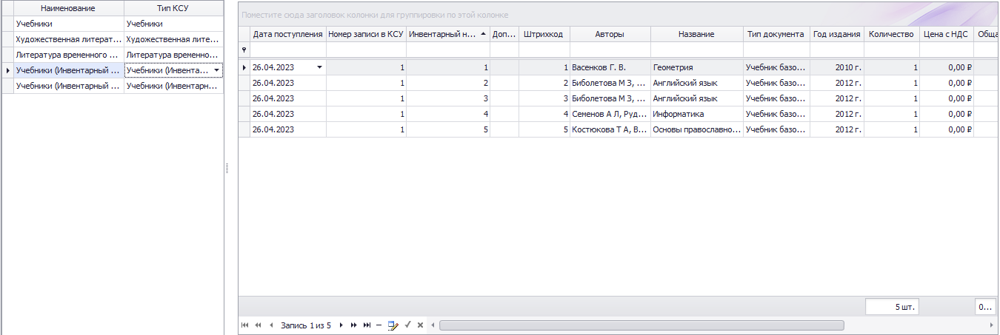 Наименование Тип КСУ
Учебники Учебники
Художественная литерат... Художественная лите...
Литература временного ... Литература временно...
Учебники (Инвентарный ... Учебники (Инвента...
Учебники (Инвентарный ... Учебники (Инвентарн...
Поместите сюда заголовок колонки для группировки по этой колонке
Дата поступления Номер записи в КСУ Инвентарный н... Доп... Штрихкод Авторы Название Тип документа Год издания Количество Цена с НДС Обща
26.04.2023 1 1 1 Васенков Г. В. Геометрия Учебник базо... 2010 г. 1 0,00 ₽
26.04.2023 1 2 2 Биболетова М З, ... Английский язык Учебник базо... 2012 г. 1 0,00 ₽
26.04.2023 1 3 3 Биболетова М З, ... Английский язык Учебник базо... 2012 г. 1 0,00 ₽
26.04.2023 1 4 4 Семенов А Л, Руд... Информатика Учебник базо... 2012 г. 1 0,00 ₽
26.04.2023 1 5 5 Костюкова Т А, В... Основы православно... Учебник базо... 2012 г. 1 0,00 ₽
5 шт. 0...
Запись 1 из 5